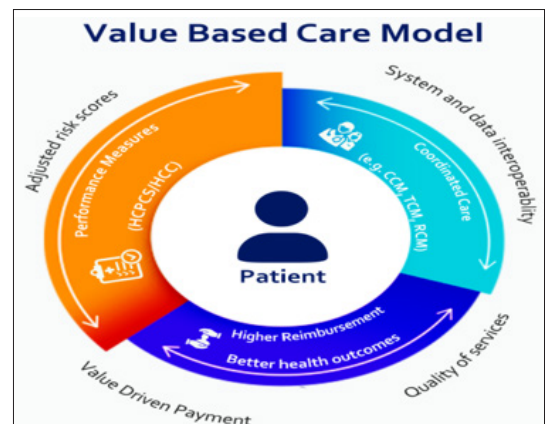 Value Based Care Model
Adjusted risk scores
System and data interoperablity
Performance Measures
(HCPCS/HCC)
Coordinated Care
(e.g. CCM, TCM, RCM)
Patient
Higher Reimbursement
Better health outcomes
Value Driven Payment
Quality of services